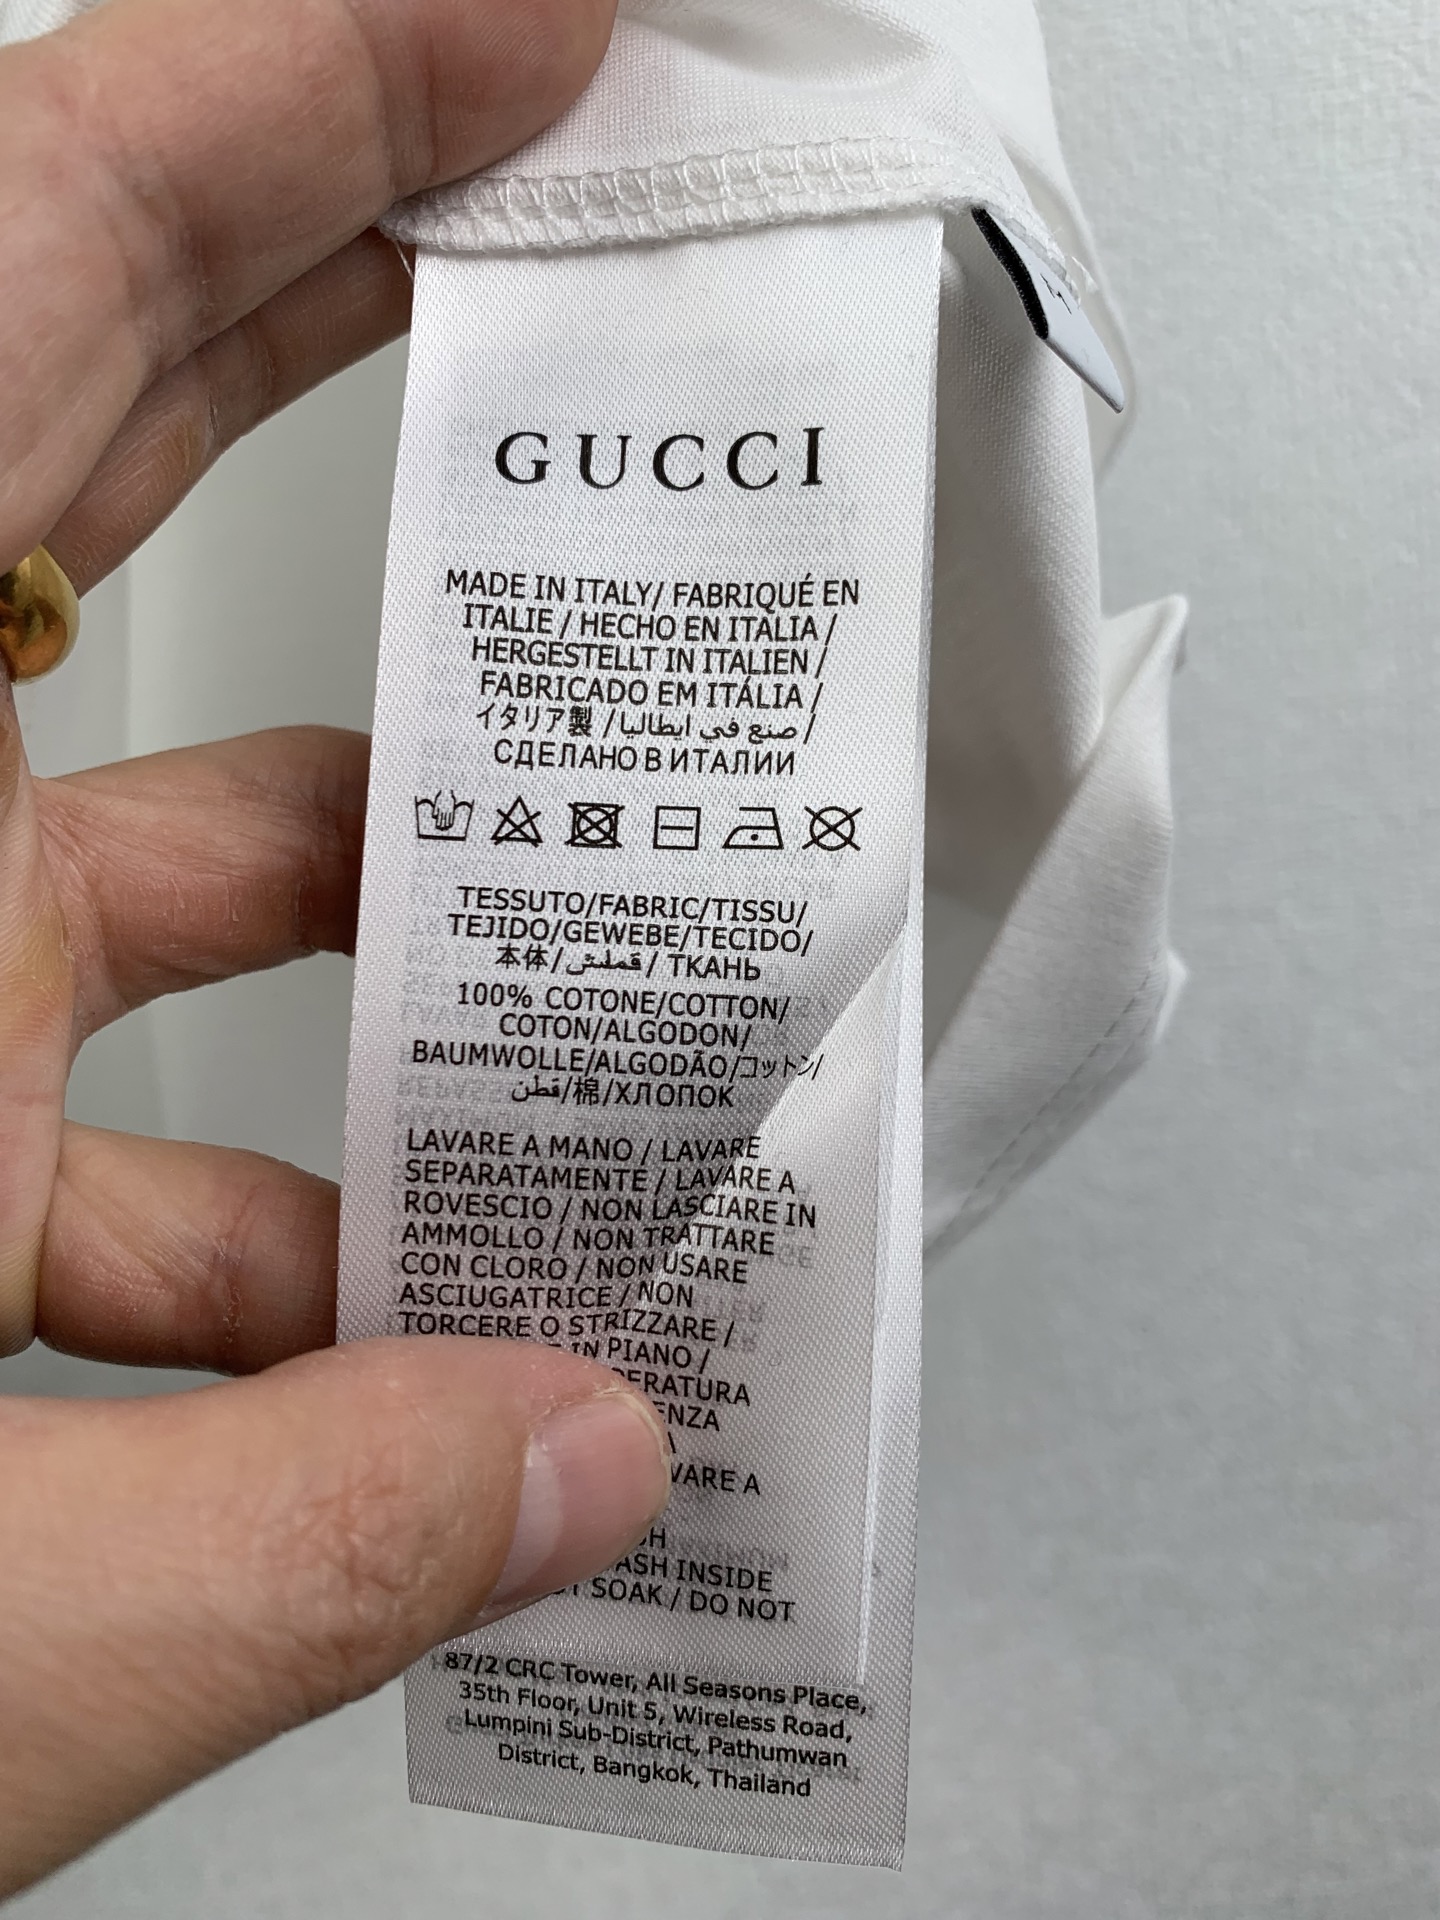 GUCCI
MADE IN ITALY/ FABRIQUÉ EN
ITALIE / HECHO EN ITALIA /
HERGESTELLT IN ITALIEN /
FABRICADO EM ITÁLIA /
イタリア製 /صنع في ايطاليا /
СДЕЛАНО В ИТАЛИИ
TESSUTO/FABRIC/TISSU/
TEJIDO/GEWEBE/TECIDO/
本体/قملش/ ТКАНЬ
100% COTONE/COTTON/
COTON/ALGODON/
BAUMWOLLE/ALGODÃO/コットン/
قطن/棉/ХЛОПОК
LAVARE A MANO / LAVARE
SEPARATAMENTE / LAVARE A
ROVESCIO / NON LASCIARE IN
AMMOLLO / NON TRATTARE
CON CLORO / NON USARE
ASCIUGATRICE / NON
TORCERE O STRIZZARE /
IN PIANO /
A
INSIDE
SOAK / DO NOT
87/2 CRC Tower, All Seasons Place,
35th Floor, Unit 5, Wireless Road,
Lumpini Sub-District, Pathumwan
District, Bangkok, Thailand